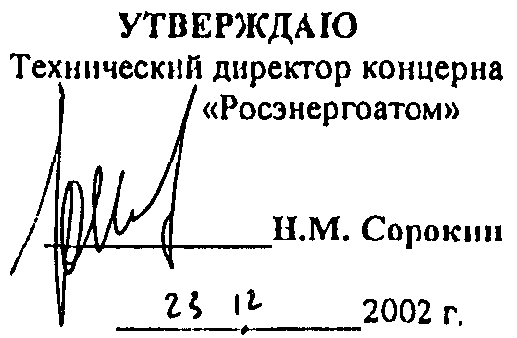 УТВЕРЖДАЮ
Технический директор концерна
«Росэнергоатом»
Н.М. Сорокин
23 12 2002 г.